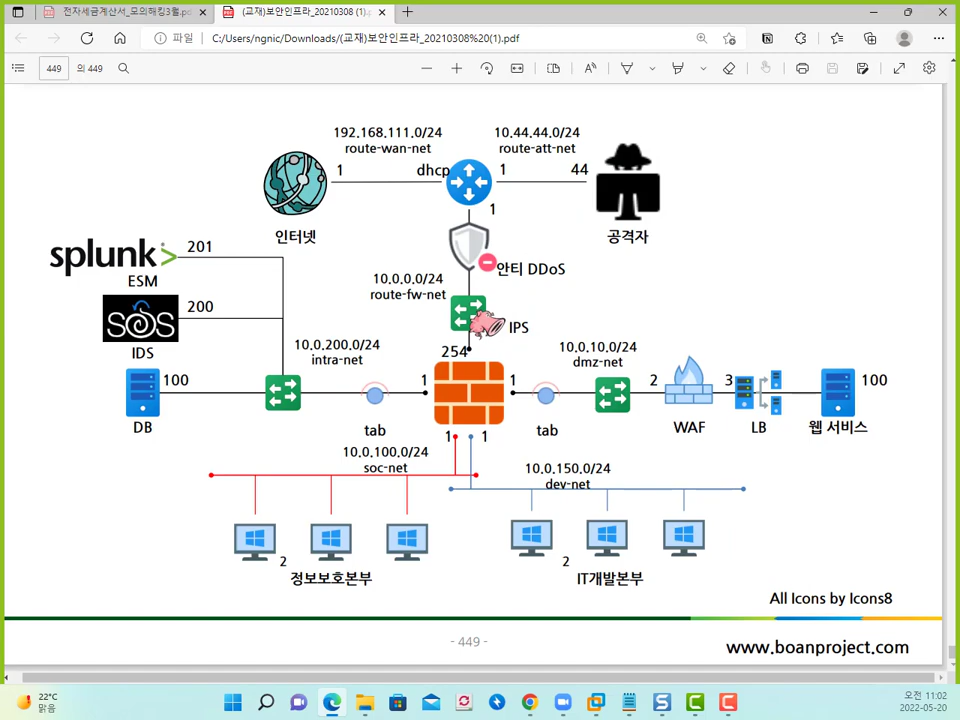 전자세금계산서_모의해킹3월.pd
(교재)보안인프라_20210308 (1).p
파일
C:/Users/ngnic/Downloads/(교재)보안인프라_20210308%20(1).pdf
449
의 449
192.168.111.0/24
route-wan-net
10.44.44.0/24
route-att-net
1
dhcp
1
44
인터넷
1
공격자
splunk>
201
ESM
안티 DDoS
10.0.0.0/24
route-fw-net
SOS
200
IPS
IDS
10.0.200.0/24
intra-net
254
10.0.10.0/24
dmz-net
100
1
1
2
3
100
DB
tab
tab
WAF
LB
웹 서비스
1
1
10.0.100.0/24
soc-net
10.0.150.0/24
dev-net
2
정보보호본부
2
IT개발본부
All Icons by Icons8
- 449 -
www.boanproject.com
22°C
맑음
오전 11:02
2022-05-20